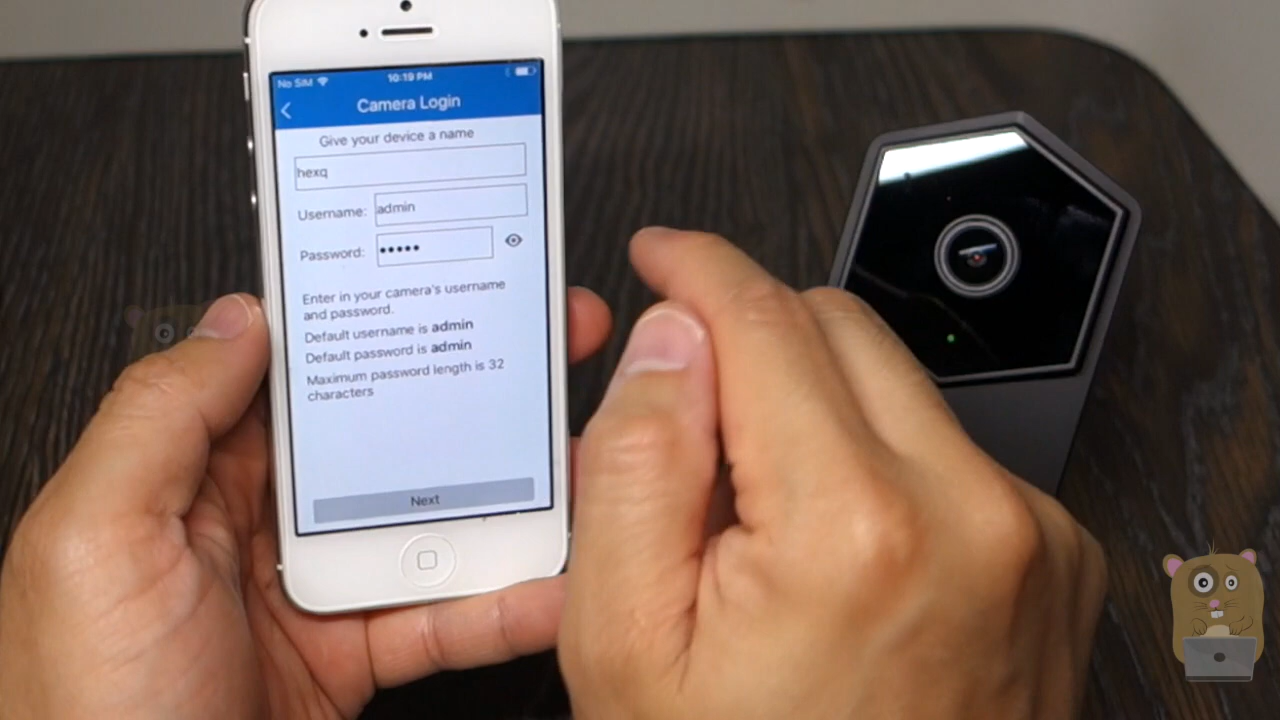 No SIM 10:19 PM
Camera Login
Give your device a name
hexq
Username: admin
Password: •••••
Enter in your camera's username
and password.
Default username is admin
Default password is admin
Maximum password length is 32
characters
Next